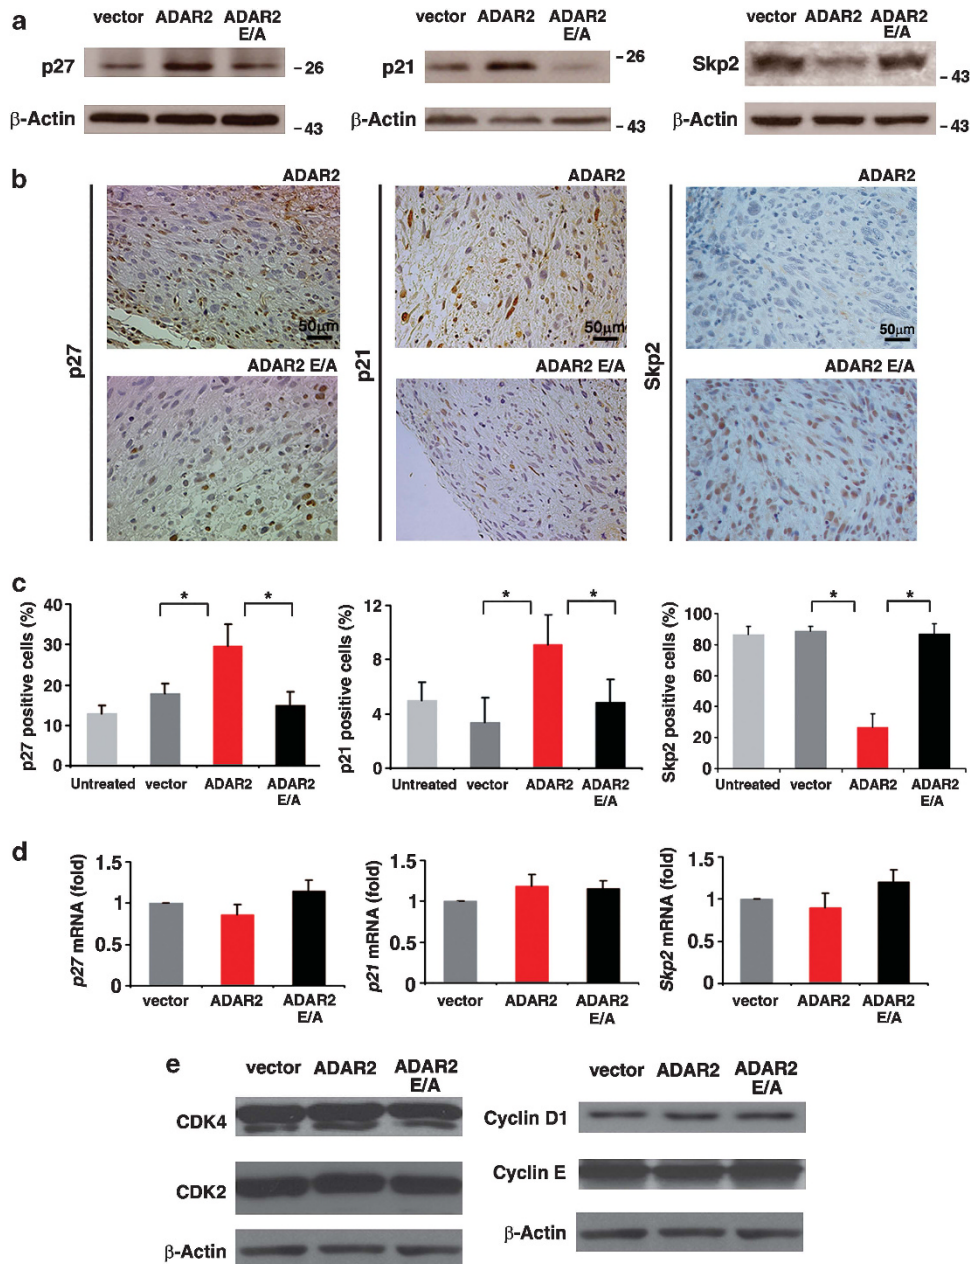 a
vector ADAR2 ADAR2 E/A
p27
- 26
β-Actin
- 43
vector ADAR2 ADAR2 E/A
p21
- 26
β-Actin
- 43
vector ADAR2 ADAR2 E/A
Skp2
- 43
β-Actin
- 43
b
p27
ADAR2
50µm
ADAR2 E/A
p21
ADAR2
50µm
ADAR2 E/A
Skp2
ADAR2
50µm
ADAR2 E/A
c
p27 positive cells (%)
40
30
20
10
0
* *
Untreated vector ADAR2 ADAR2 E/A
p21 positive cells (%)
12
8
4
0
* *
Untreated vector ADAR2 ADAR2 E/A
Skp2 positive cells (%)
100
80
60
40
20
0
* *
Untreated vector ADAR2 ADAR2 E/A
d
p27 mRNA (fold)
1.5
1
0.5
0
vector ADAR2 ADAR2 E/A
p21 mRNA (fold)
1.5
1
0.5
0
vector ADAR2 ADAR2 E/A
Skp2 mRNA (fold)
1.5
1
0.5
0
vector ADAR2 ADAR2 E/A
e
vector ADAR2 ADAR2 E/A
CDK4
CDK2
β-Actin
vector ADAR2 ADAR2 E/A
Cyclin D1
Cyclin E
β-Actin